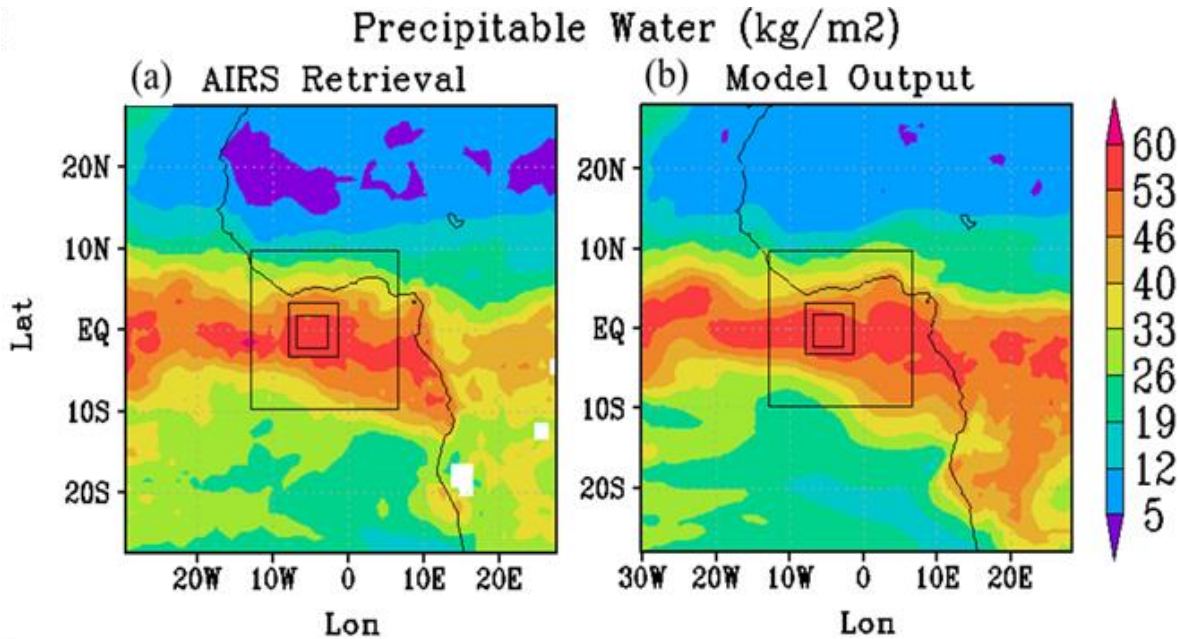 Precipitable Water (kg/m2)
(a) AIRS Retrieval
(b) Model Output
Lat
20N
10N
EQ
10S
20S
20W 10W 0 10E 20E
Lon
20N
10N
EQ
10S
20S
30W 20W 10W 0 10E 20E
Lon
60
53
46
40
33
26
19
12
5